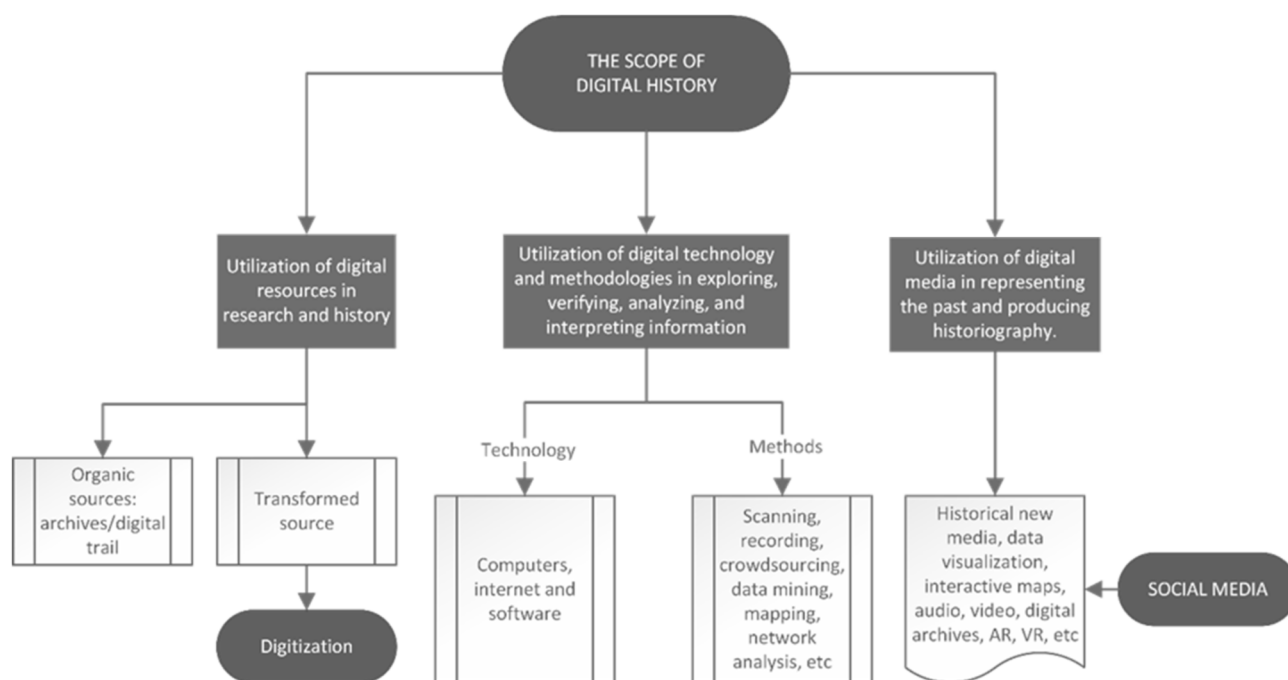 THE SCOPE OF
DIGITAL HISTORY
Utilization of digital
resources in
research and history
Utilization of digital technology
and methodologies in exploring,
verifying, analyzing, and
interpreting information
Utilization of digital
media in representing
the past and producing
historiography.
Technology
Methods
Organic
sources:
archives/digital
trail
Transformed
source
Computers,
internet and
software
Scanning,
recording,
crowdsourcing,
data mining,
mapping,
network
analysis, etc
Historical new
media, data
visualization,
interactive maps,
audio, video, digital
archives, AR, VR, etc
SOCIAL MEDIA
Digitization